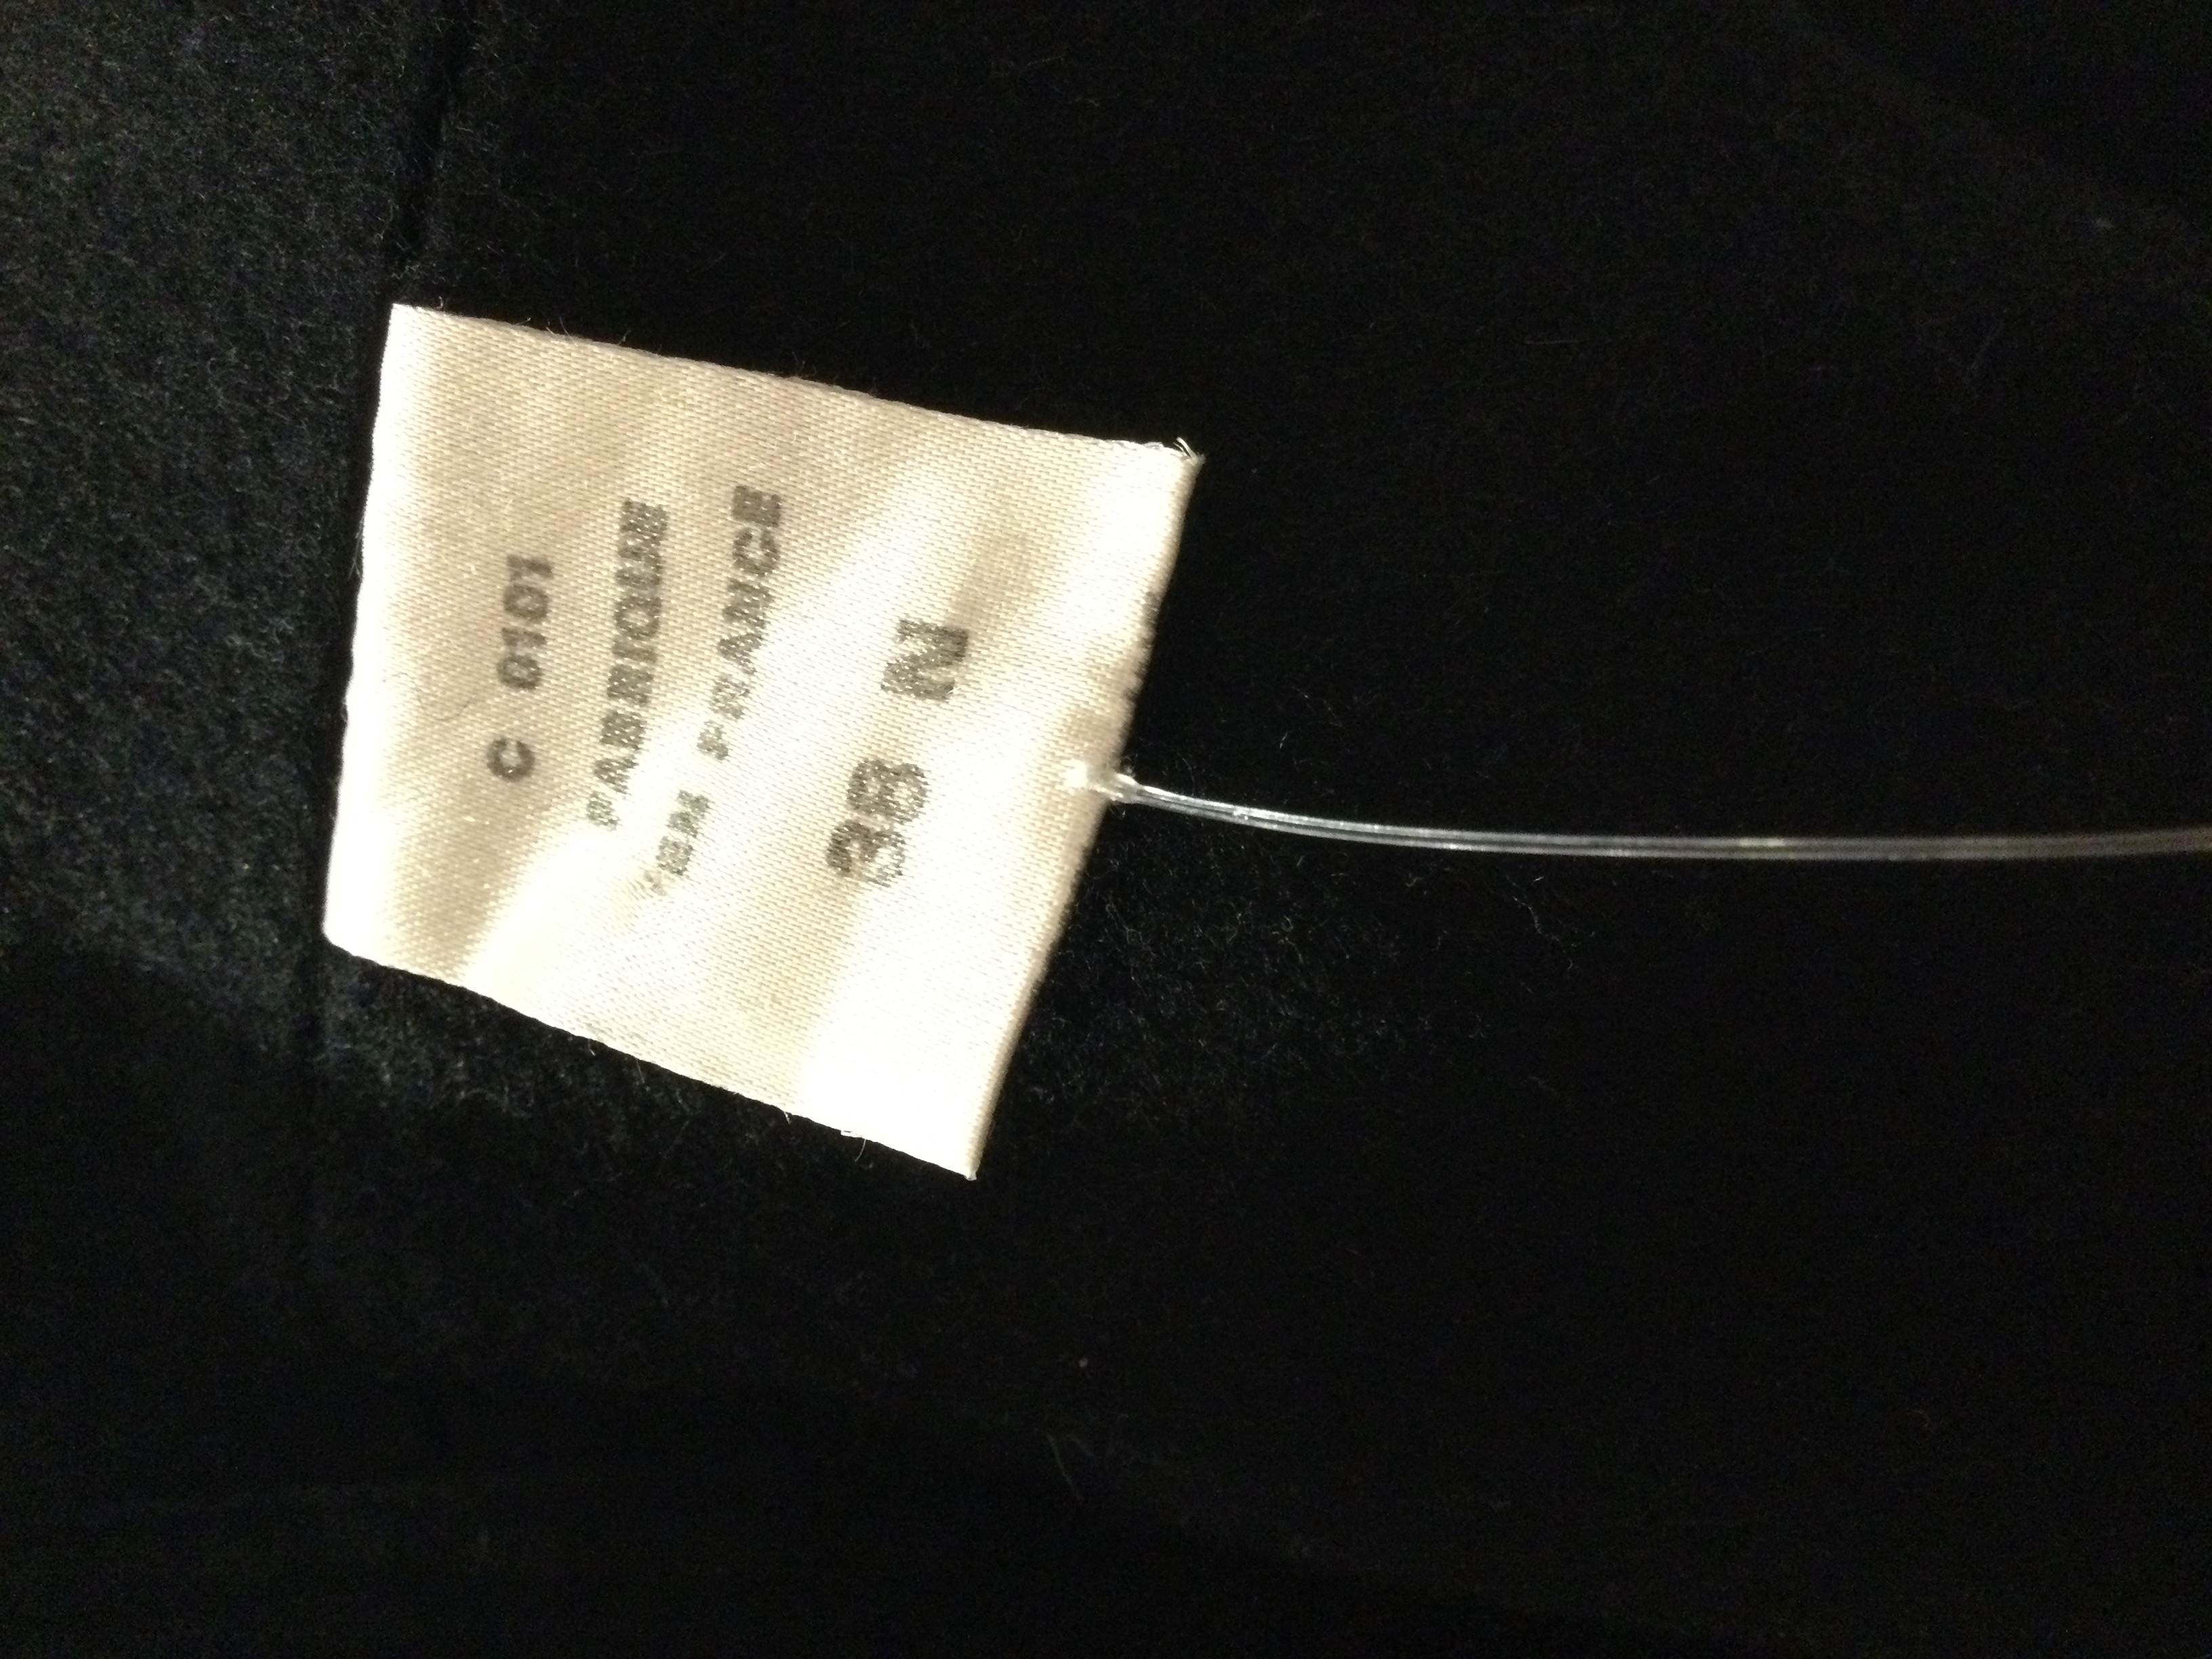 C 0101
FABRIQUE
EN FRANCE
38 N